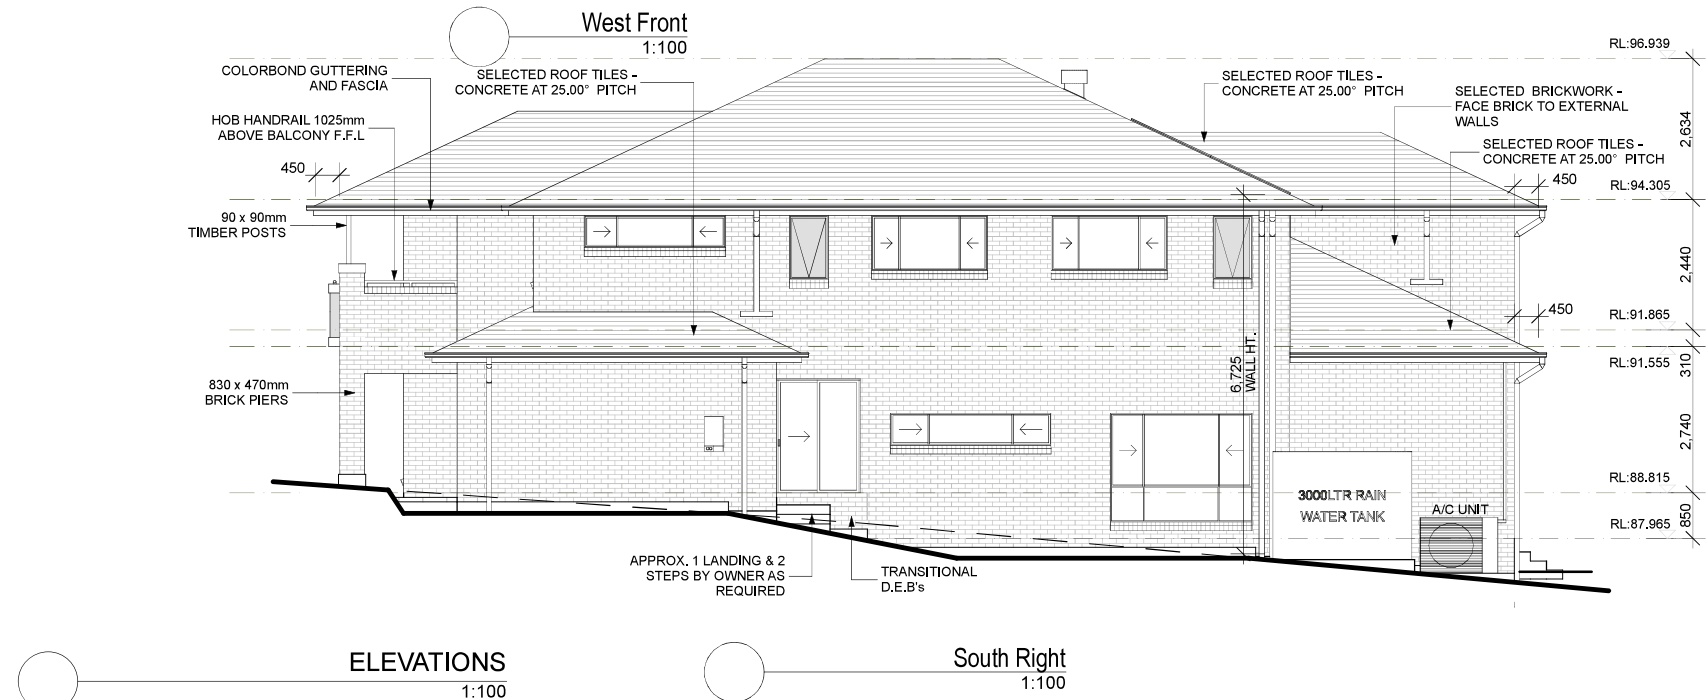 West Front
1:100
COLORBOND GUTTERING
AND FASCIA
SELECTED ROOF TILES -
CONCRETE AT 25.00° PITCH
SELECTED ROOF TILES -
CONCRETE AT 25.00° PITCH
SELECTED BRICKWORK -
FACE BRICK TO EXTERNAL
WALLS
SELECTED ROOF TILES -
CONCRETE AT 25.00° PITCH
HOB HANDRAIL 1025mm
ABOVE BALCONY F.F.L
450
90 x 90mm
TIMBER POSTS
830 x 470mm
BRICK PIERS
450
450
RL:96.939
2,634
RL:94.305
2,440
RL:91.865
310
RL:91.555
2,740
RL:88.815
850
RL:87.965
6,725
WALL HT.
3000LTR RAIN
WATER TANK
A/C UNIT
APPROX. 1 LANDING & 2
STEPS BY OWNER AS
REQUIRED
TRANSITIONAL
D.E.B's
ELEVATIONS
1:100
South Right
1:100